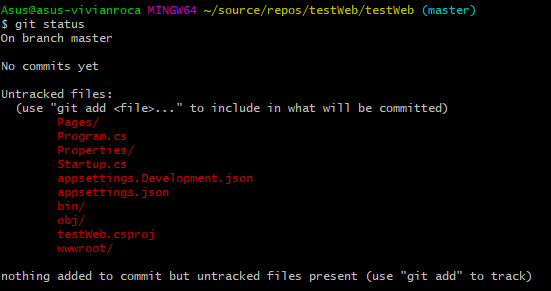 Asus@asus-vivianroca MINGW64 ~/source/repos/testWeb/testWeb (master)
$ git status
On branch master
No commits yet
Untracked files:
(use "git add <file>..." to include in what will be committed)
Pages/
Program.cs
Properties/
Startup.cs
appsettings.Development.json
appsettings.json
bin/
obj/
testWeb.csproj
wwwroot/
nothing added to commit but untracked files present (use "git add" to track)